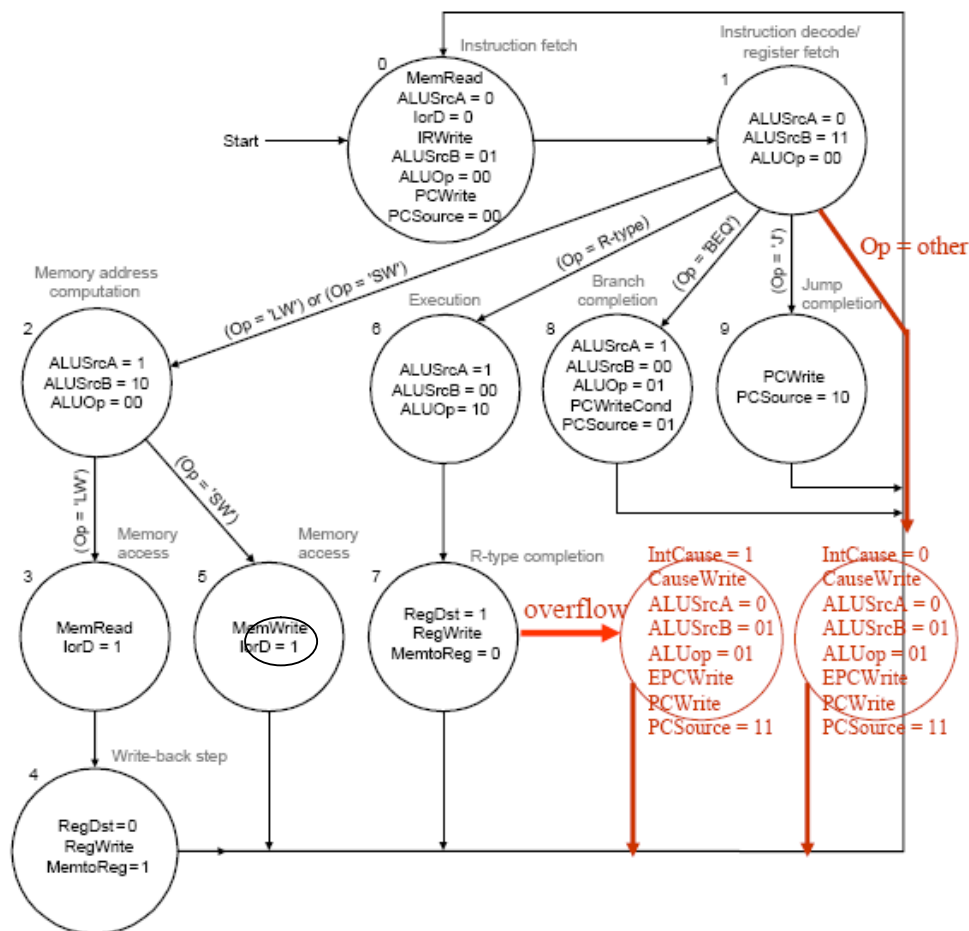 Instruction fetch
0
MemRead
ALUSrcA = 0
IorD = 0
IRWrite
ALUSrcB = 01
ALUOp = 00
PCWrite
PCSource = 00
Start
Instruction decode/
register fetch
1
ALUSrcA = 0
ALUSrcB = 11
ALUOp = 00
(Op = 'LW') or (Op = 'SW')
(Op = R-type)
(Op = 'BEQ')
(Op = 'J')
Op = other
Memory address
computation
2
ALUSrcA = 1
ALUSrcB = 10
ALUOp = 00
Execution
6
ALUSrcA =1
ALUSrcB = 00
ALUOp = 10
Branch
completion
8
ALUSrcA = 1
ALUSrcB = 00
ALUOp = 01
PCWriteCond
PCSource = 01
Jump
completion
9
PCWrite
PCSource = 10
(Op = 'LW')
(Op = 'SW')
Memory
access
3
MemRead
IorD = 1
Memory
access
5
MemWrite
IorD = 1
R-type completion
7
RegDst = 1
RegWrite
MemtoReg = 0
overflow
IntCause = 1
CauseWrite
ALUSrcA = 0
ALUSrcB = 01
ALUop = 01
EPCWrite
PCWrite
PCSource = 11
IntCause = 0
CauseWrite
ALUSrcA = 0
ALUSrcB = 01
ALUop = 01
EPCWrite
PCWrite
PCSource = 11
Write-back step
4
RegDst=0
RegWrite
MemtoReg=1